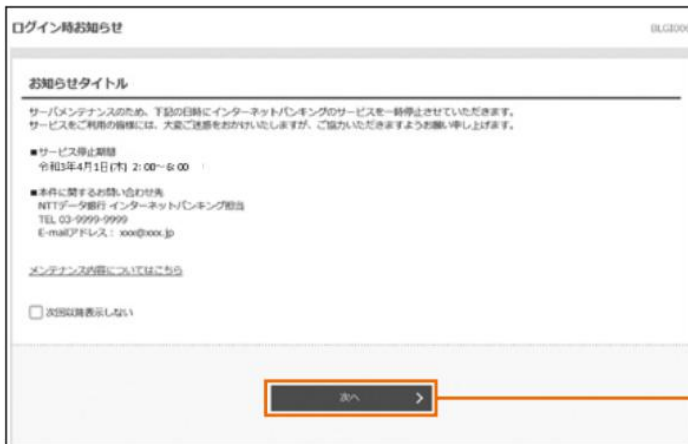 ログイン時お知らせ
BLGI006
お知らせタイトル
サーバメンテナンスのため、下記の日時にインターネットバンキングのサービスを一時停止させていただきます。
サービスをご利用の皆様には、大変ご迷惑をおかけいたしますが、ご協力いただきますようお願い申し上げます。
■サービス停止期間
令和3年4月1日(木) 2:00～6:00
■本件に関するお問い合わせ先
NTTデータ銀行 インターネットバンキング担当
TEL 03-9999-9999
E-mailアドレス： xxx@xxx.jp
メンテナンス内容についてはこちら
次回以降表示しない
次へ